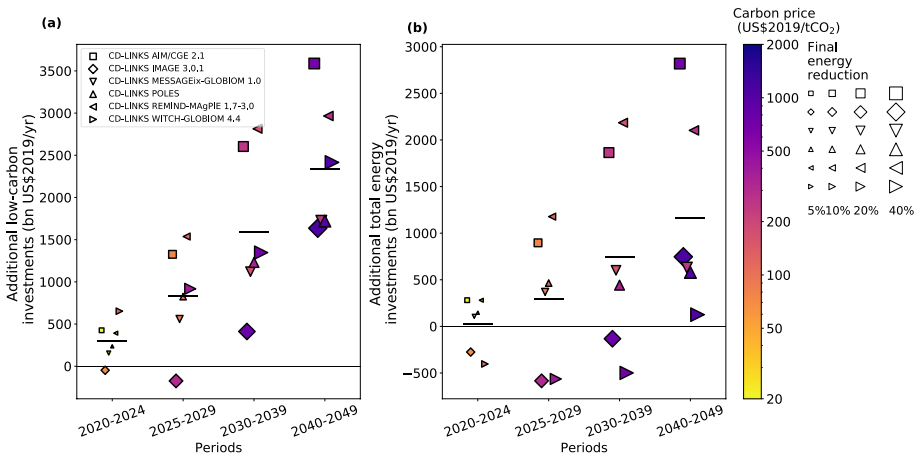 (a)
CD-LINKS AIM/CGE 2.1
CD-LINKS IMAGE 3.0.1
CD-LINKS MESSAGEix-GLOBIOM 1.0
CD-LINKS POLES
CD-LINKS REMIND-MAgPIE 1.7-3.0
CD-LINKS WITCH-GLOBIOM 4.4
Additional low-carbon
investments (bn US$2019/yr)
3500
3000
2500
2000
1500
1000
500
0
2020-2024
2025-2029
2030-2039
2040-2049
Periods
(b)
Additional total energy
investments (bn US$2019/yr)
3000
2500
2000
1500
1000
500
0
−500
2020-2024
2025-2029
2030-2039
2040-2049
Periods
Carbon price
(US$2019/tCO₂)
2000
1000
500
200
100
50
20
Final
energy
reduction
5% 10% 20% 40%